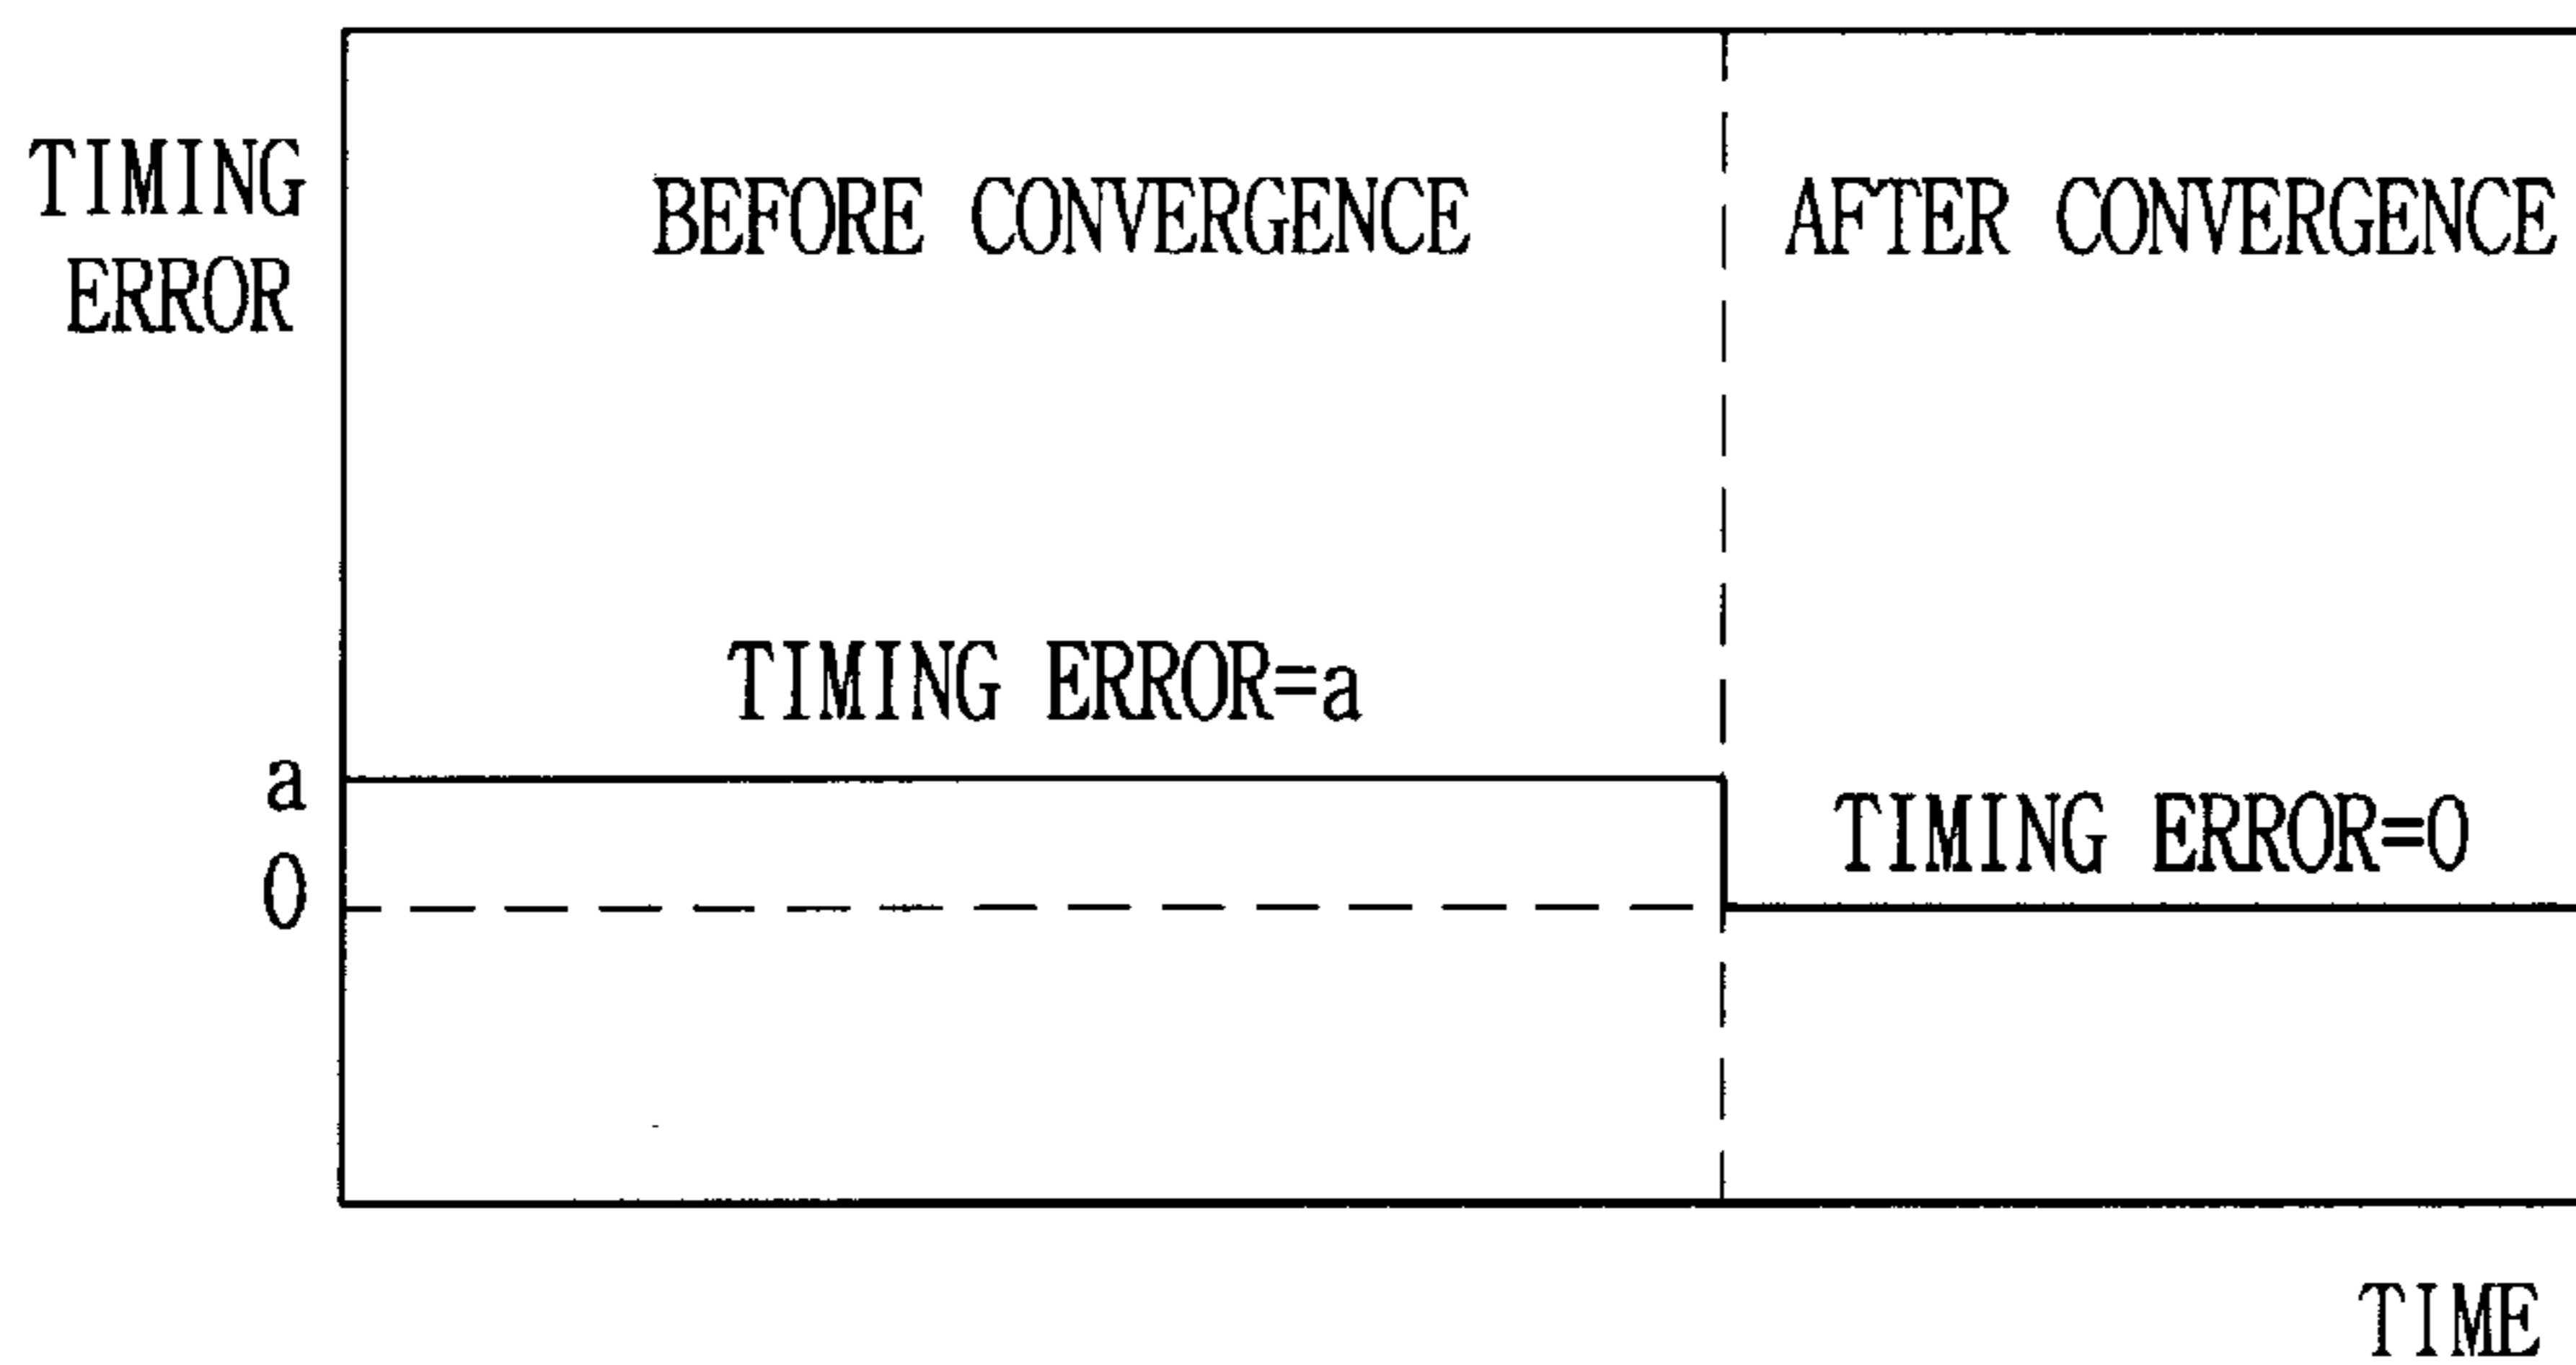 TIMING
ERROR
BEFORE CONVERGENCE
AFTER CONVERGENCE
TIMING ERROR=a
a
TIMING ERROR=0
0
TIME